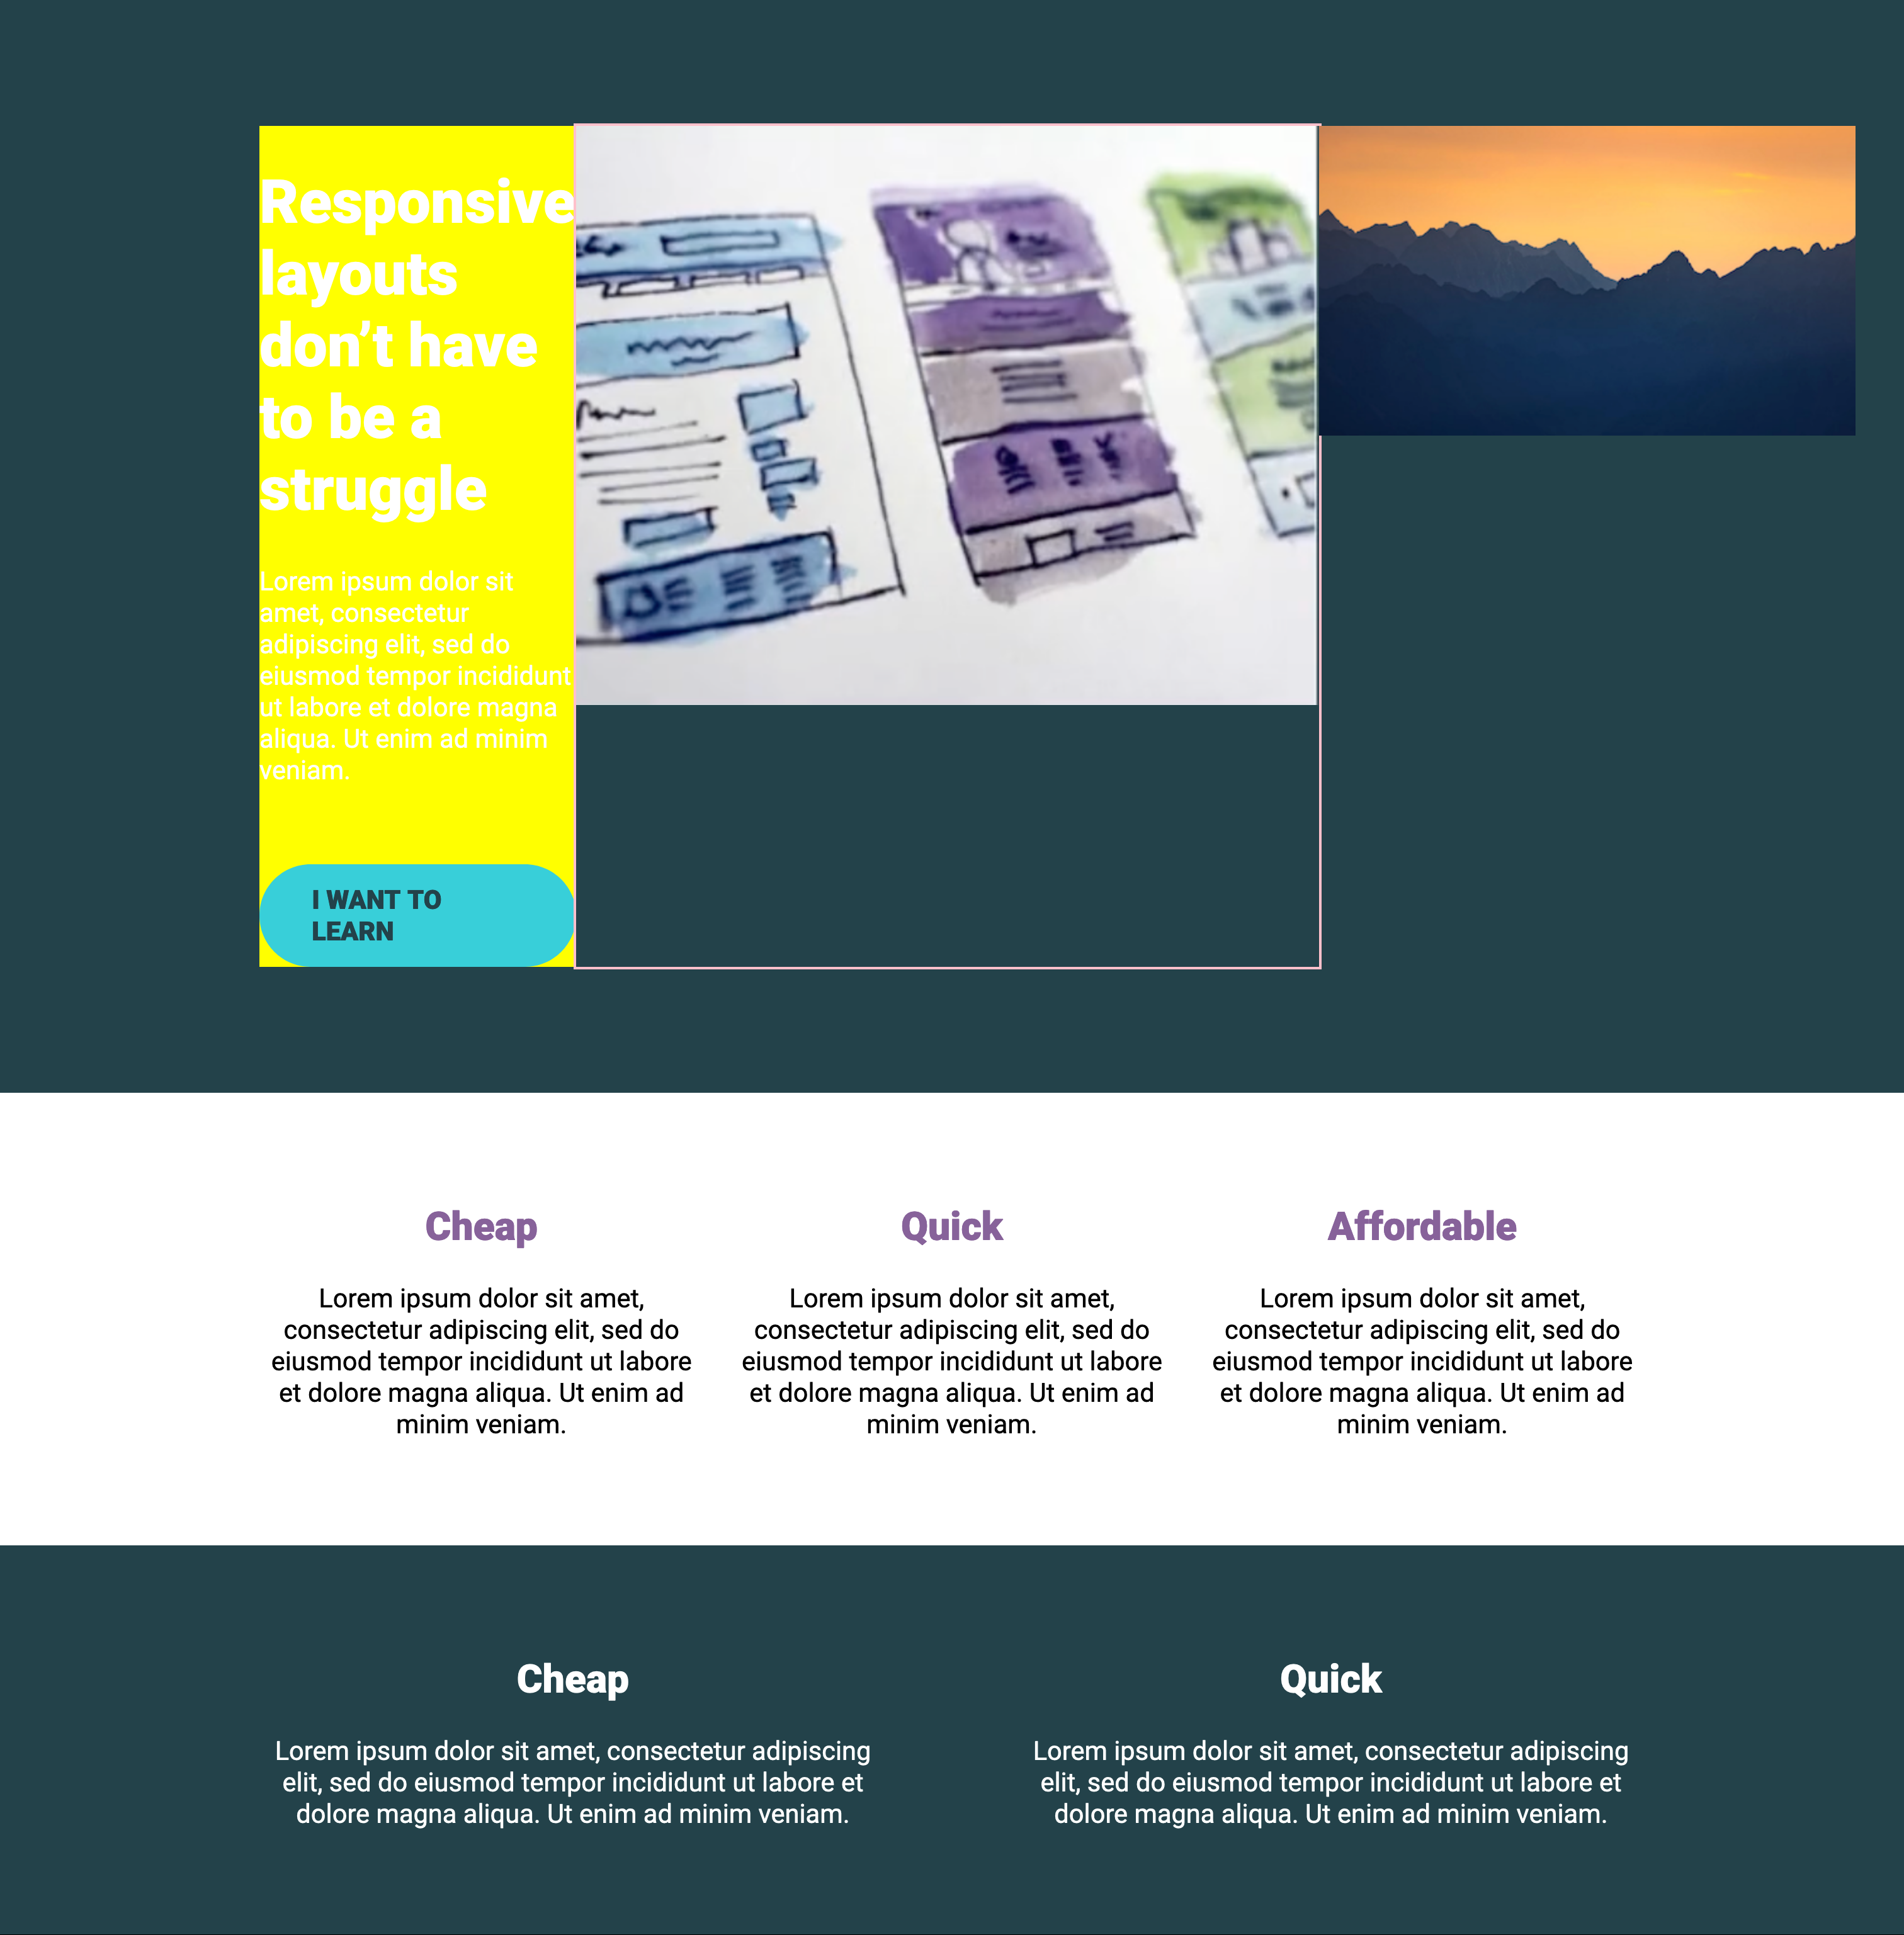 Responsive
layouts
don’t have
to be a
struggle
Lorem ipsum dolor sit
amet, consectetur
adipiscing elit, sed do
eiusmod tempor incididunt
ut labore et dolore magna
aliqua. Ut enim ad minim
veniam.
I WANT TO
LEARN
Cheap
Lorem ipsum dolor sit amet,
consectetur adipiscing elit, sed do
eiusmod tempor incididunt ut labore
et dolore magna aliqua. Ut enim ad
minim veniam.
Quick
Lorem ipsum dolor sit amet,
consectetur adipiscing elit, sed do
eiusmod tempor incididunt ut labore
et dolore magna aliqua. Ut enim ad
minim veniam.
Affordable
Lorem ipsum dolor sit amet,
consectetur adipiscing elit, sed do
eiusmod tempor incididunt ut labore
et dolore magna aliqua. Ut enim ad
minim veniam.
Cheap
Lorem ipsum dolor sit amet, consectetur adipiscing
elit, sed do eiusmod tempor incididunt ut labore et
dolore magna aliqua. Ut enim ad minim veniam.
Quick
Lorem ipsum dolor sit amet, consectetur adipiscing
elit, sed do eiusmod tempor incididunt ut labore et
dolore magna aliqua. Ut enim ad minim veniam.